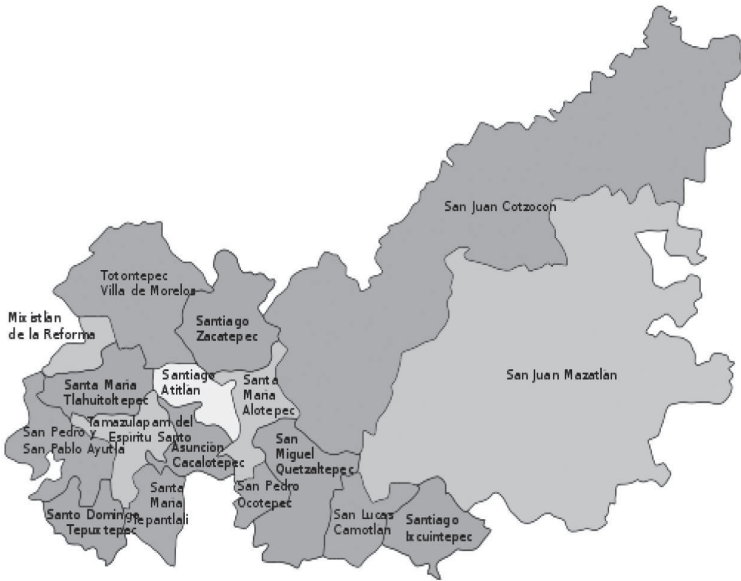 San Juan Cotzocon
Totontepec
Villa de Morelos
Mixistlan
de la Reforma
Santiago
Zacatepec
Santa Maria
Tlahuitoltepec
Santiago
Atitlan
Santa
Maria
Alotepec
San Juan Mazatlan
Tamazulapam del
Espiritu Santo
San Pedro y
San Pablo Ayutla
Asuncion
Cacalotepec
San
Miguel
Quetzaltepec
Santa
Maria
Tepantlali
San Pedro
Ocotepec
Santo Domingo
Tepuxtepec
San Lucas
Camotlan
Santiago
Ixcuintepec